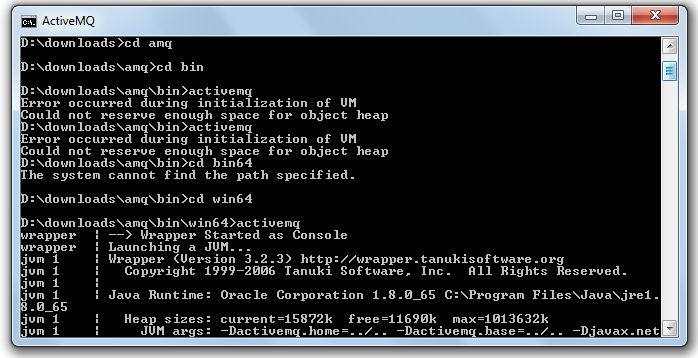 ActiveMQ
D:\downloads>cd amq
D:\downloads\amq>cd bin
D:\downloads\amq\bin>activemq
Error occurred during initialization of VM
Could not reserve enough space for object heap
D:\downloads\amq\bin>activemq
Error occurred during initialization of VM
Could not reserve enough space for object heap
D:\downloads\amq\bin>cd bin64
The system cannot find the path specified.
D:\downloads\amq\bin>cd win64
D:\downloads\amq\bin\win64>activemq
wrapper  | --> Wrapper Started as Console
wrapper  | Launching a JVM...
jvm 1    | Wrapper (Version 3.2.3) http://wrapper.tanukisoftware.org
jvm 1    |   Copyright 1999-2006 Tanuki Software, Inc.  All Rights Reserved.
jvm 1    |
jvm 1    | Java Runtime: Oracle Corporation 1.8.0_65 C:\Program Files\Java\jre1.
8.0_65
jvm 1    |   Heap sizes: current=15872k  free=11690k  max=1013632k
jvm 1    |     JVM args: -Dactivemq.home=../.. -Dactivemq.base=../.. -Djavax.net